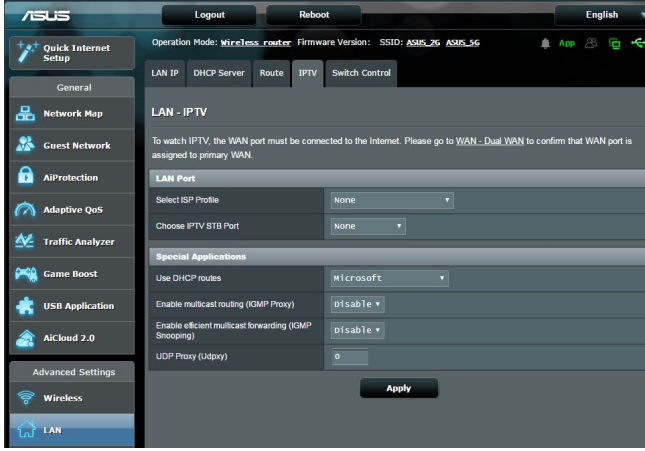 ASUS
Logout
Reboot
English
Quick Internet
Setup
Operation Mode: Wireless router Firmware Version: SSID: ASUS_2G ASUS_5G
App
LAN IP
DHCP Server
Route
IPTV
Switch Control
General
Network Map
Guest Network
AiProtection
Adaptive QoS
Traffic Analyzer
Game Boost
USB Application
AiCloud 2.0
Advanced Settings
Wireless
LAN
LAN - IPTV
To watch IPTV, the WAN port must be connected to the Internet. Please go to WAN - Dual WAN to confirm that WAN port is
assigned to primary WAN.
LAN Port
Select ISP Profile
None
Choose IPTV STB Port
None
Special Applications
Use DHCP routes
Microsoft
Enable multicast routing (IGMP Proxy)
Disable
Enable efficient multicast forwarding (IGMP
Snooping)
Disable
UDP Proxy (Udpxy)
0
Apply